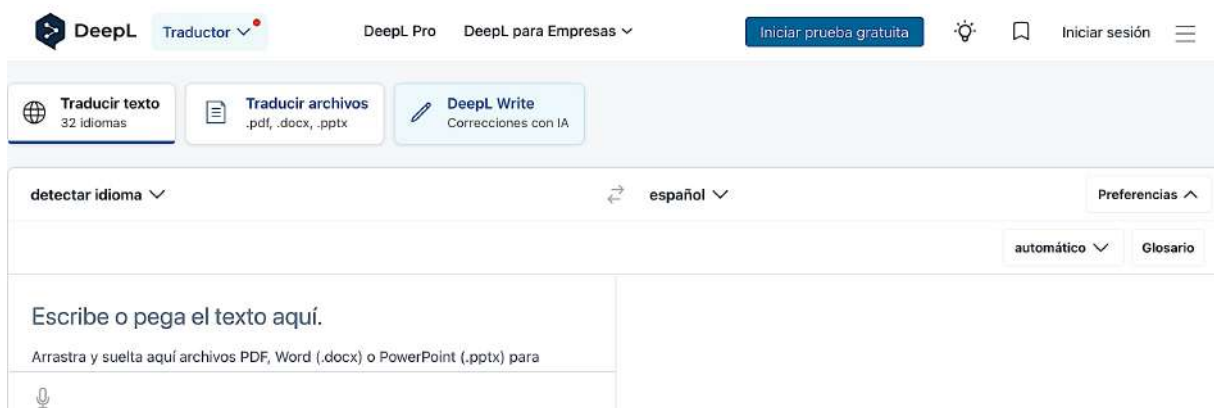 DeepL Traductor DeepL Pro DeepL para Empresas Iniciar prueba gratuita Iniciar sesión
Traducir texto
32 idiomas
Traducir archivos
.pdf, .docx, .pptx
DeepL Write
Correcciones con IA
detectar idioma español Preferencias
automático Glosario
Escribe o pega el texto aquí.
Arrastra y suelta aquí archivos PDF, Word (.docx) o PowerPoint (.pptx) para